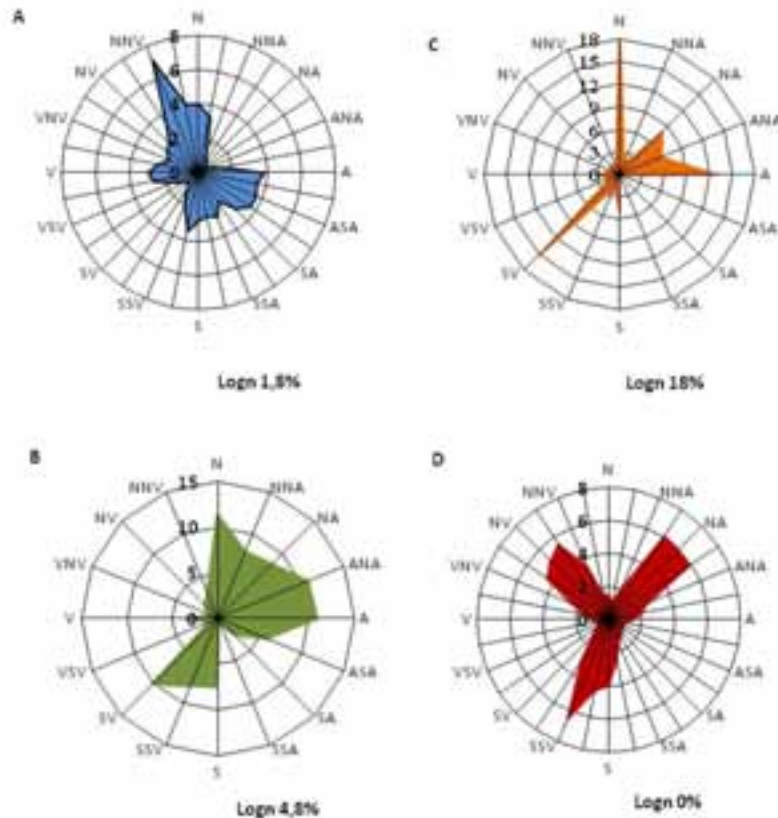 A
N
NNA
NA
ANA
A
ASA
SA
SSA
S
SSV
SV
VSV
V
VNV
NV
NNV
8
6
4
2
0
Logn 1,8%
C
N
NNA
NA
ANA
A
ASA
SA
SSA
S
SSV
SV
VSV
V
VNV
NV
NNV
18
15
12
9
6
3
0
Logn 18%
B
N
NNA
NA
ANA
A
ASA
SA
SSA
S
SSV
SV
VSV
V
VNV
NV
NNV
15
10
5
0
Logn 4,8%
D
N
NNA
NA
ANA
A
ASA
SA
SSA
S
SSV
SV
VSV
V
VNV
NV
NNV
8
6
4
2
0
Logn 0%